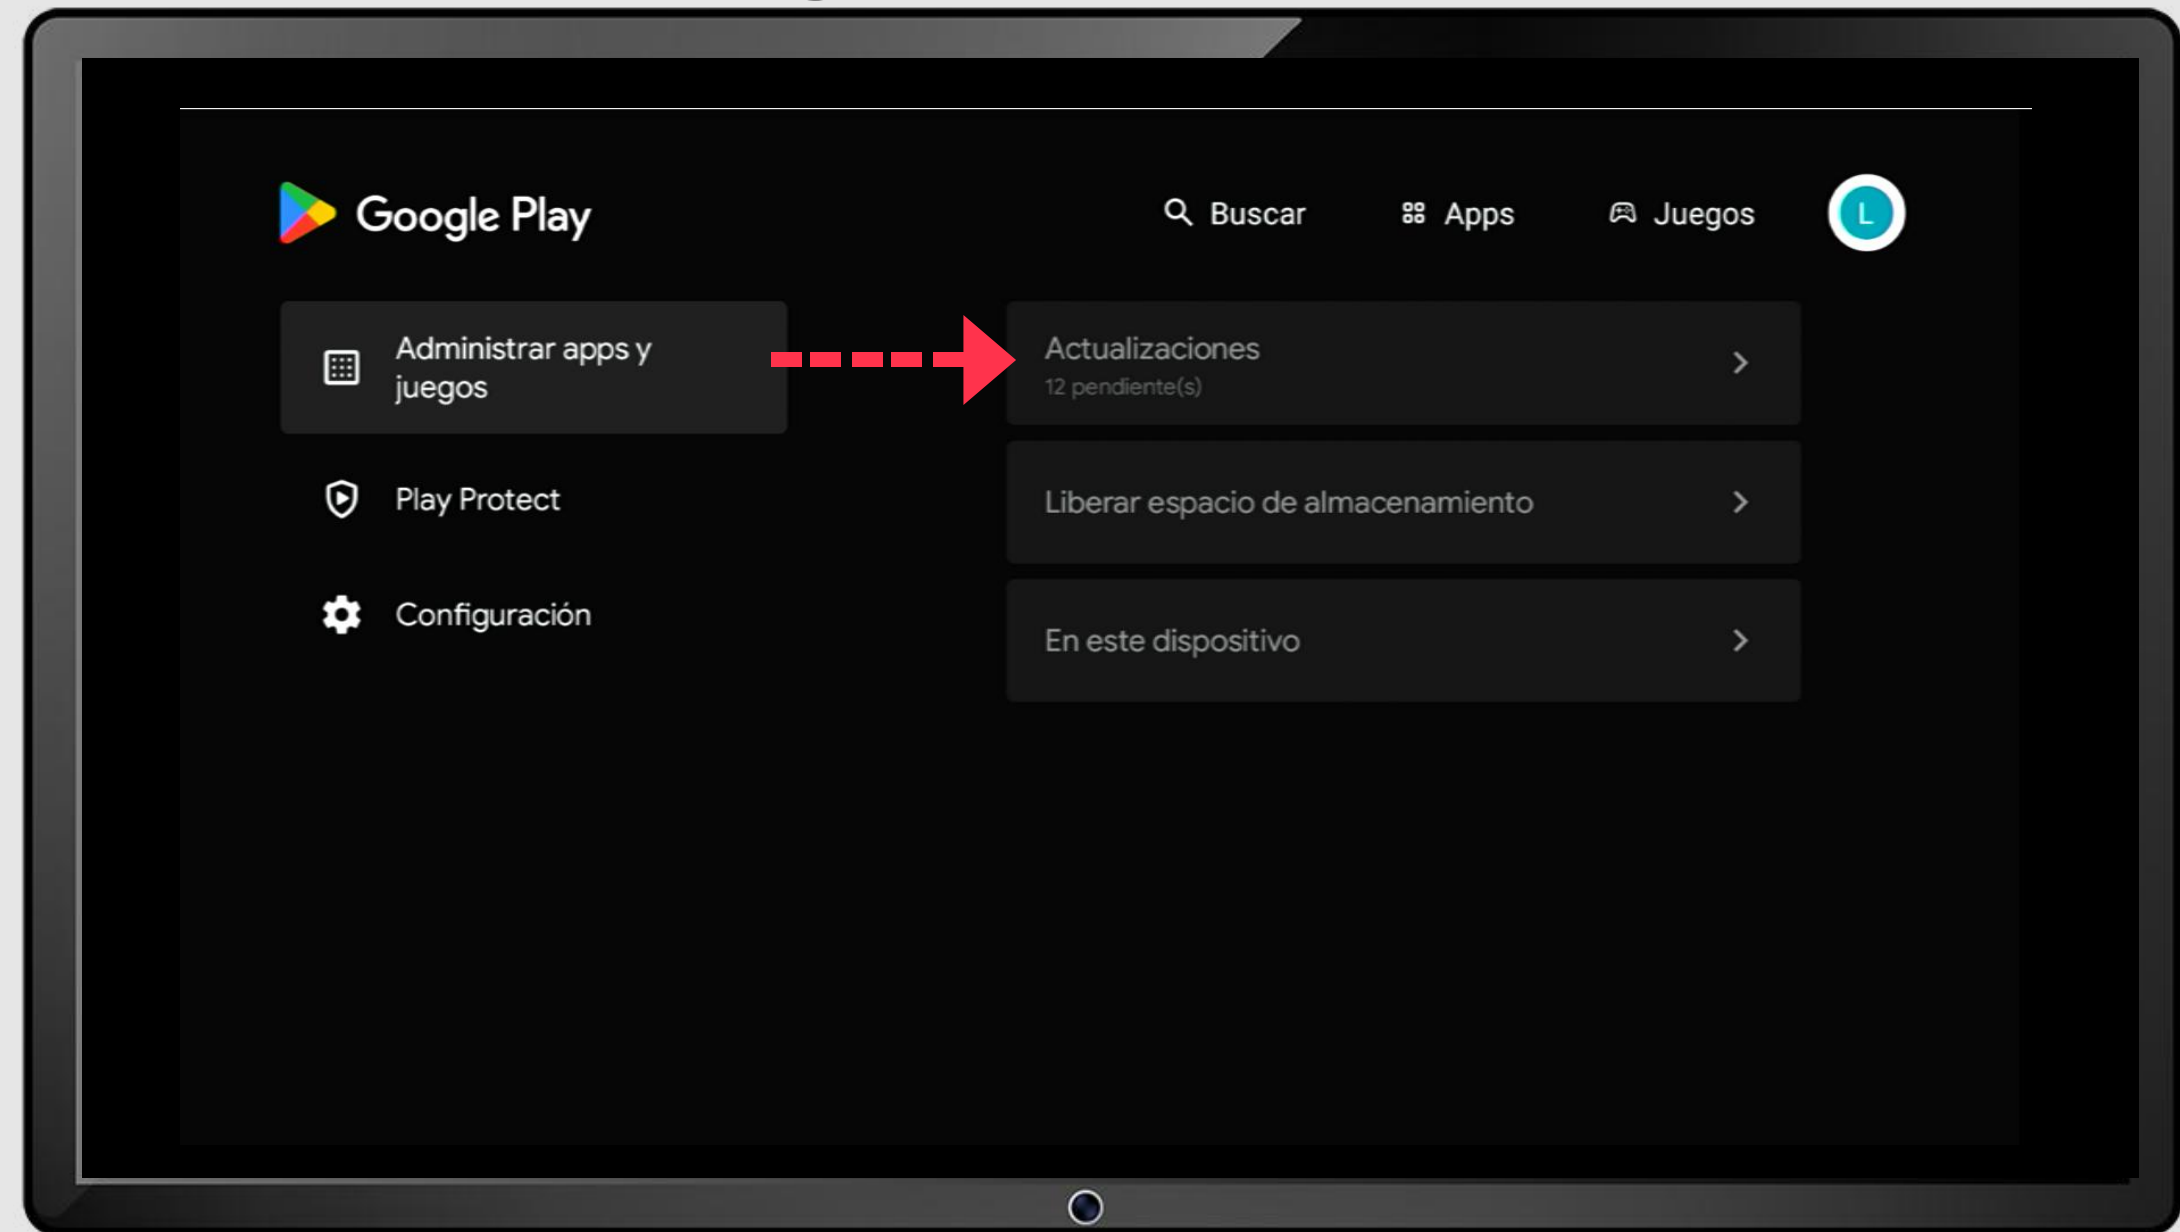 Google Play
Buscar
Apps
Juegos
L
Administrar apps y
juegos
Play Protect
Configuración
Actualizaciones
12 pendiente(s)
Liberar espacio de almacenamiento
En este dispositivo